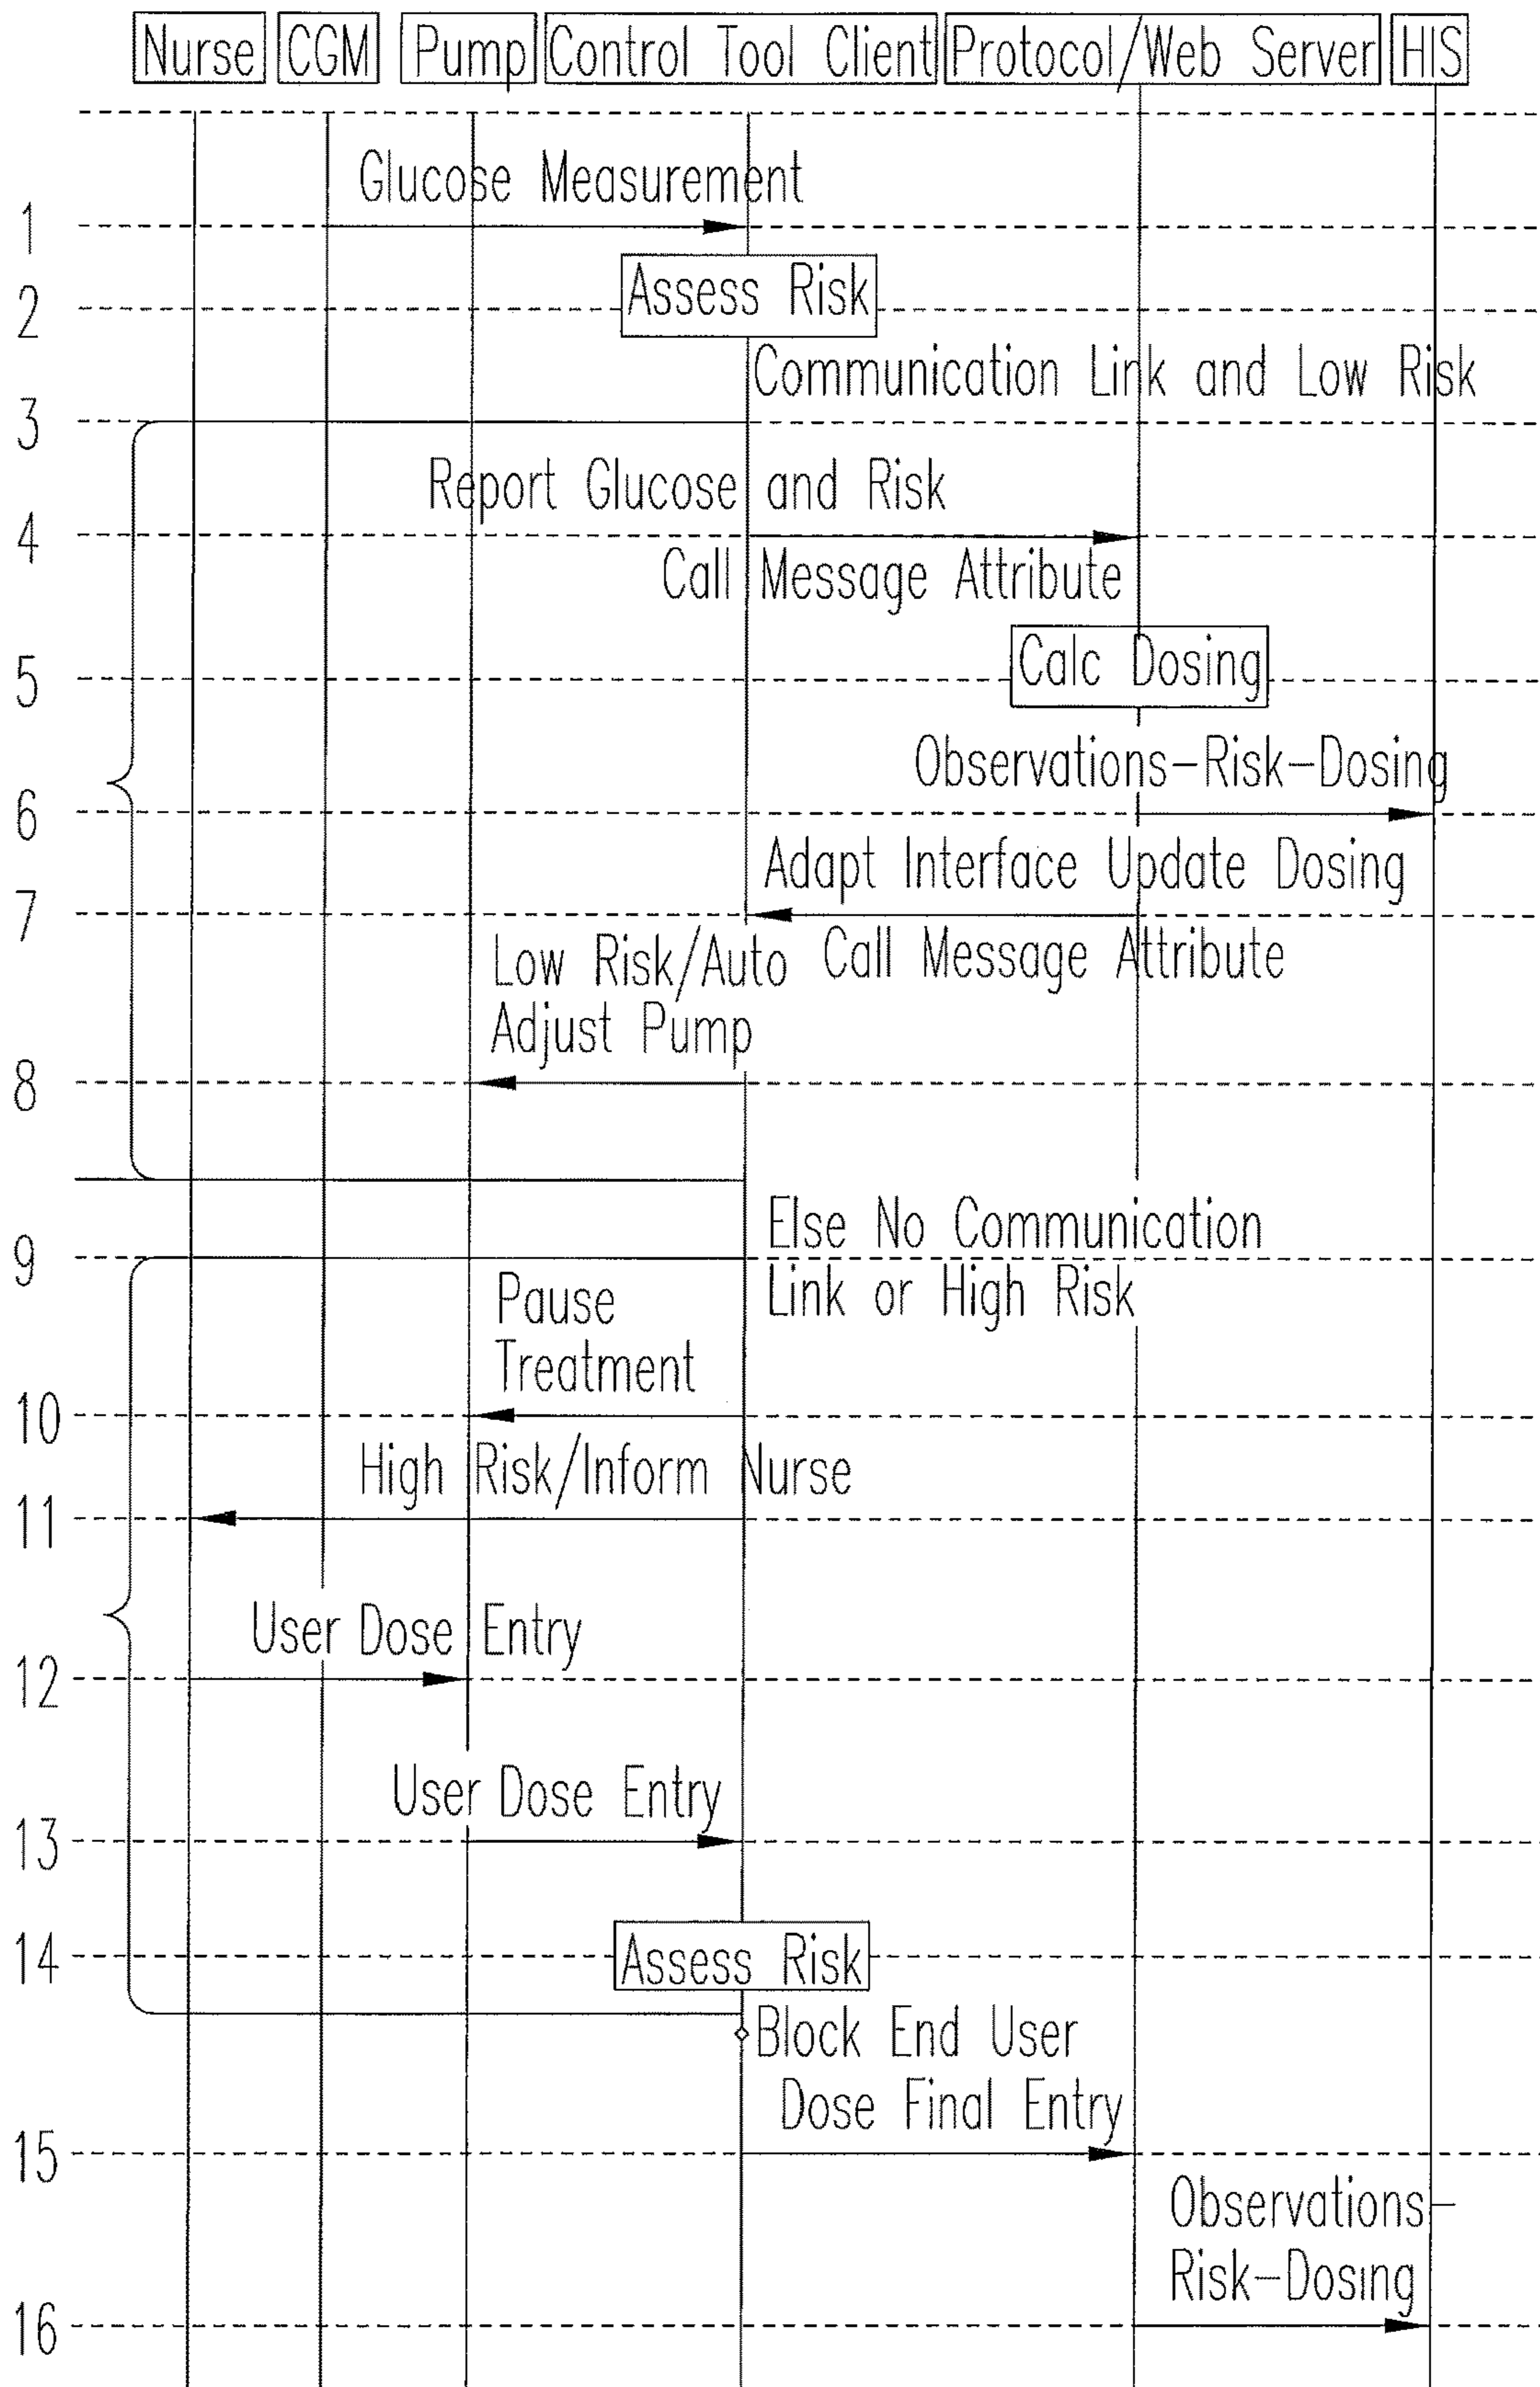 Nurse CGM Pump Control Tool Client Protocol/Web Server HIS
Glucose Measurement
1
Assess Risk
2
Communication Link and Low Risk
3
Report Glucose and Risk
4
Call Message Attribute
Calc Dosing
5
Observations-Risk-Dosing
6
Adapt Interface Update Dosing
7
Low Risk/Auto Call Message Attribute
Adjust Pump
8
Else No Communication
9
Link or High Risk
Pause
Treatment
10
High Risk/Inform Nurse
11
User Dose Entry
12
User Dose Entry
13
14
Assess Risk
Block End User
Dose Final Entry
15
Observations-
Risk-Dosing
16